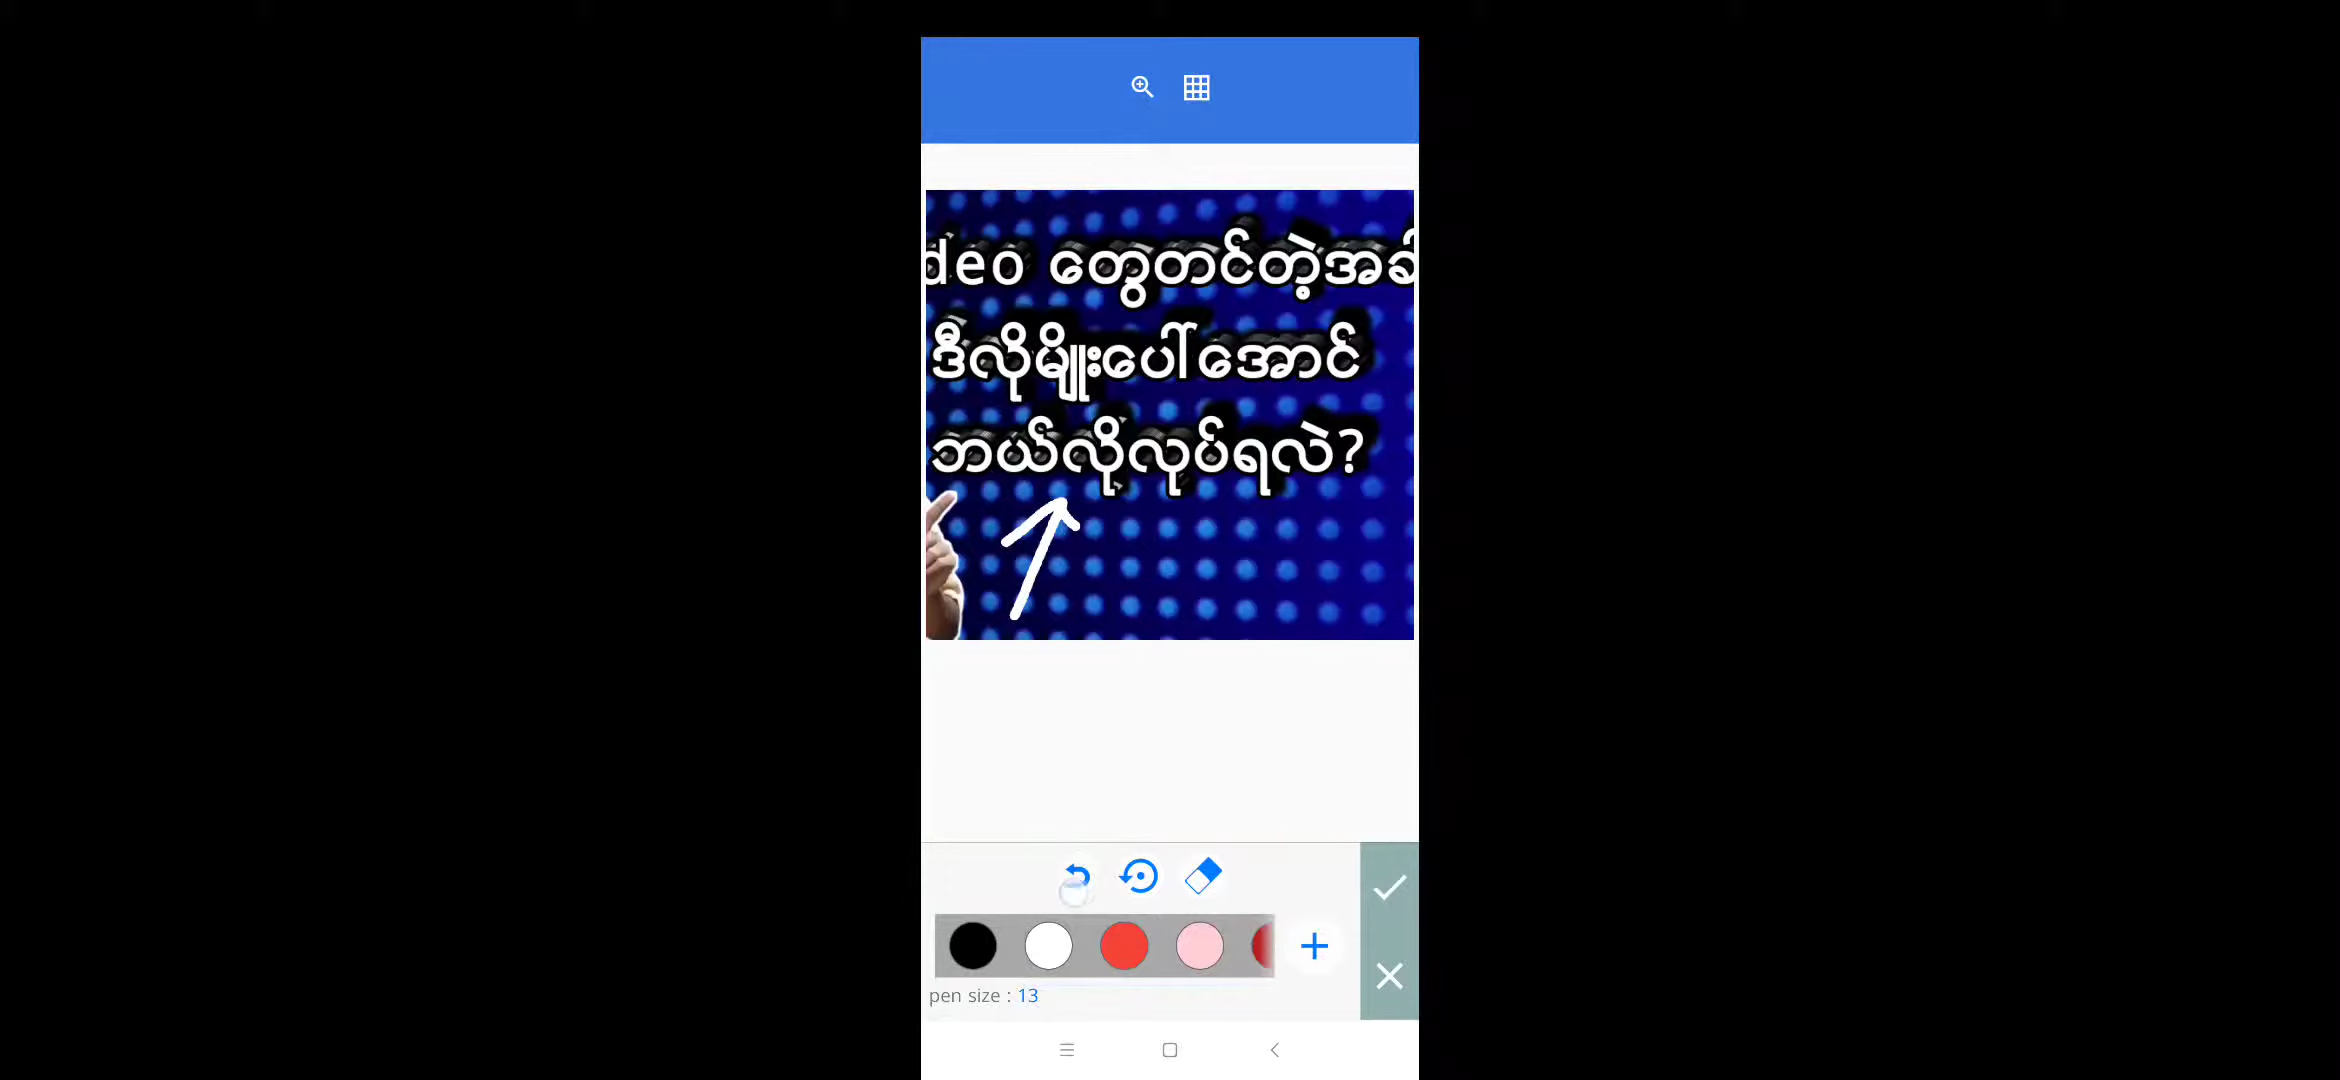 deo တွေတင်တဲ့အခ
ဒီလိုမျိုးပေါ်အောင်
ဘယ်လိုလုပ်ရလဲ?
pen size : 13